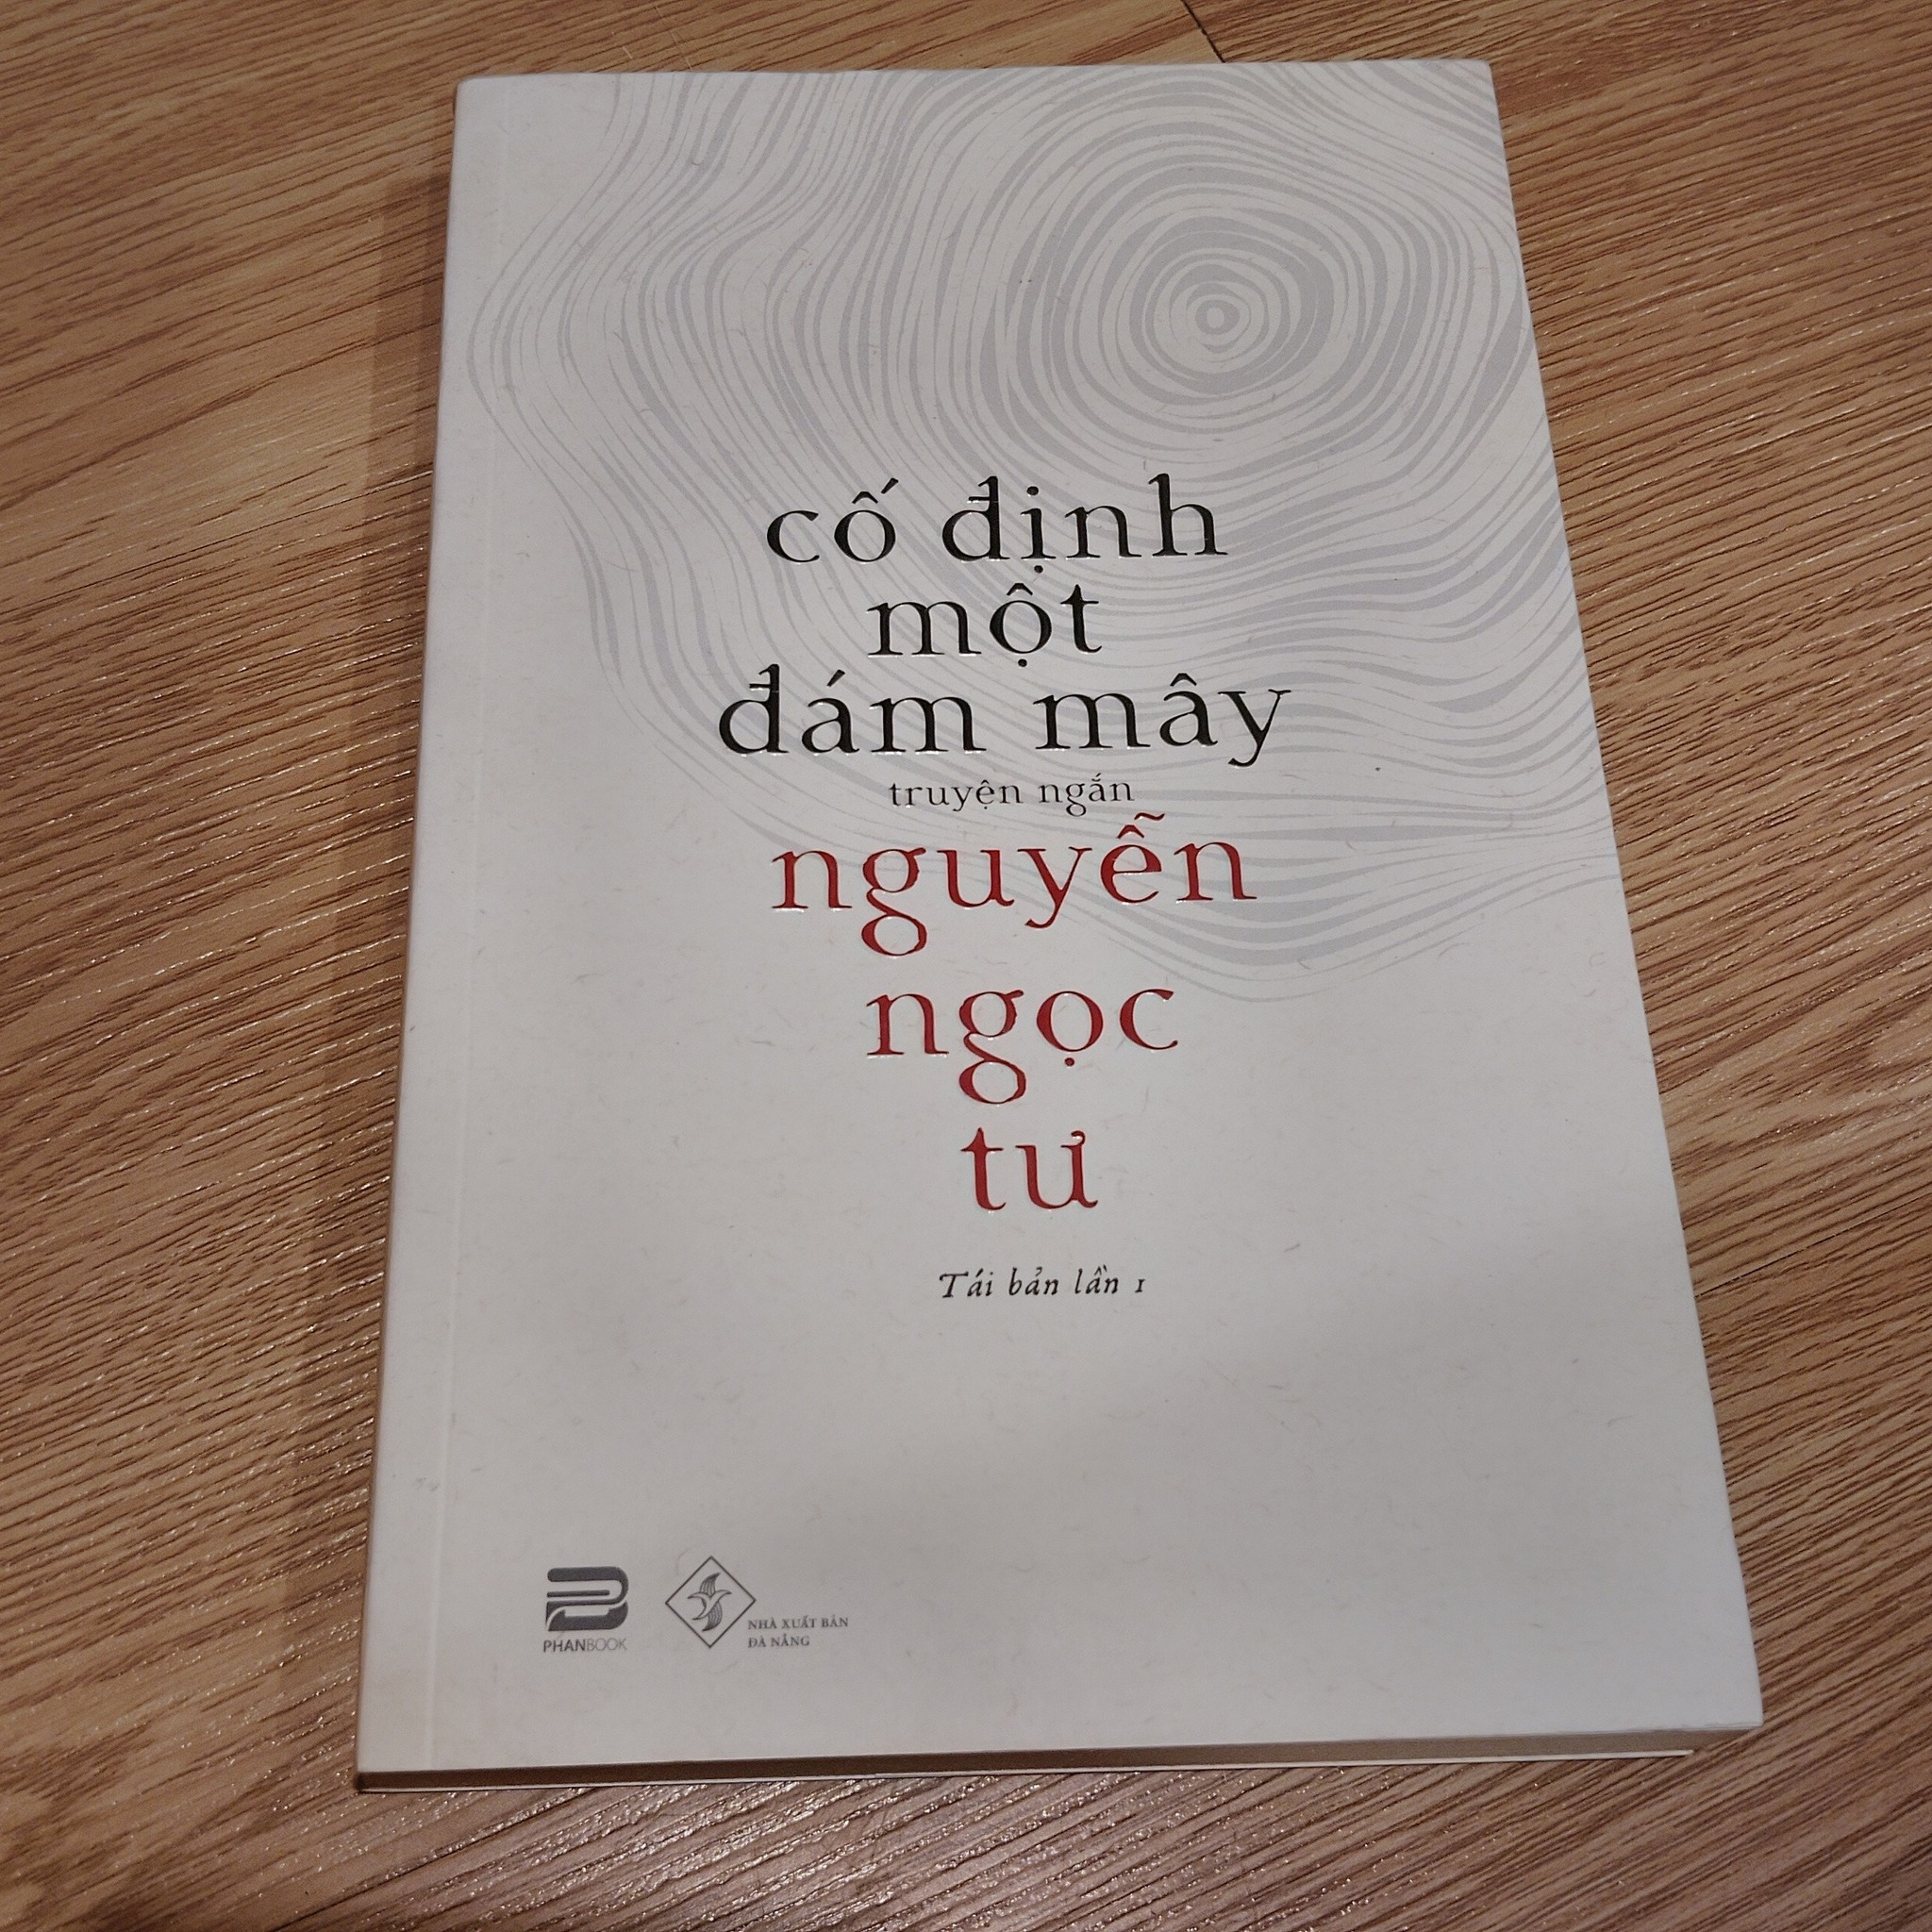 cố định
một
đám mây
truyện ngắn
nguyễn
ngọc
tư
Tái bản lần 1
PHANBOOK
NHÀ XUẤT BẢN
ĐÀ NẴNG